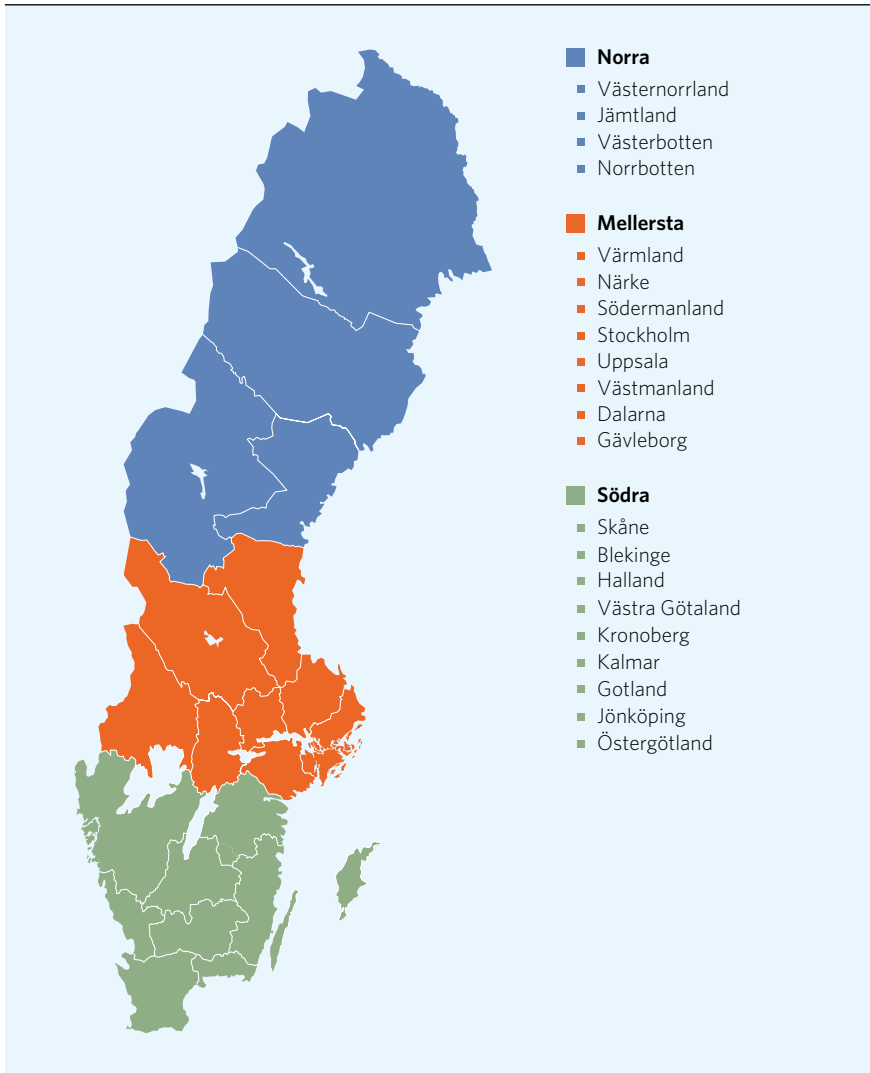 Norra
Västernorrland
Jämtland
Västerbotten
Norrbotten
Mellersta
Värmland
Närke
Södermanland
Stockholm
Uppsala
Västmanland
Dalarna
Gävleborg
Södra
Skåne
Blekinge
Halland
Västra Götaland
Kronoberg
Kalmar
Gotland
Jönköping
Östergötland